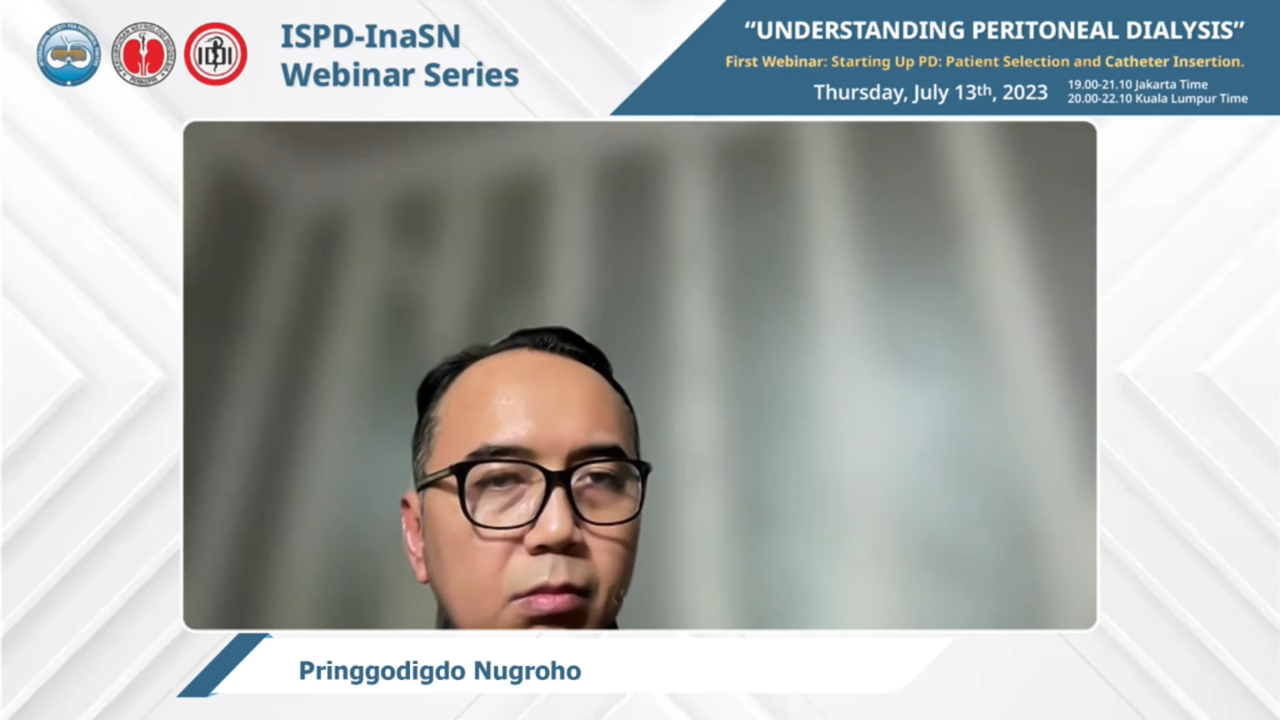 ISPD-InaSN
Webinar Series
“UNDERSTANDING PERITONEAL DIALYSIS”
First Webinar: Starting Up PD: Patient Selection and Catheter Insertion.
Thursday, July 13th, 2023
19.00-21.10 Jakarta Time
20.00-22.10 Kuala Lumpur Time
Pringgodigdo Nugroho